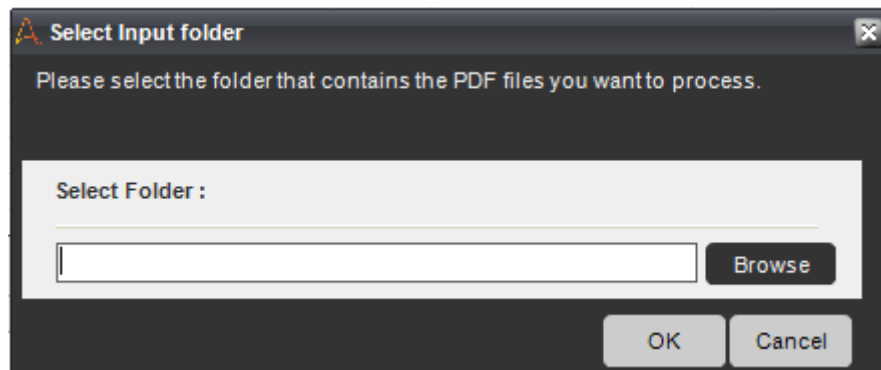 Select Input folder
Please select the folder that contains the PDF files you want to process.
Select Folder :
Browse
OK Cancel